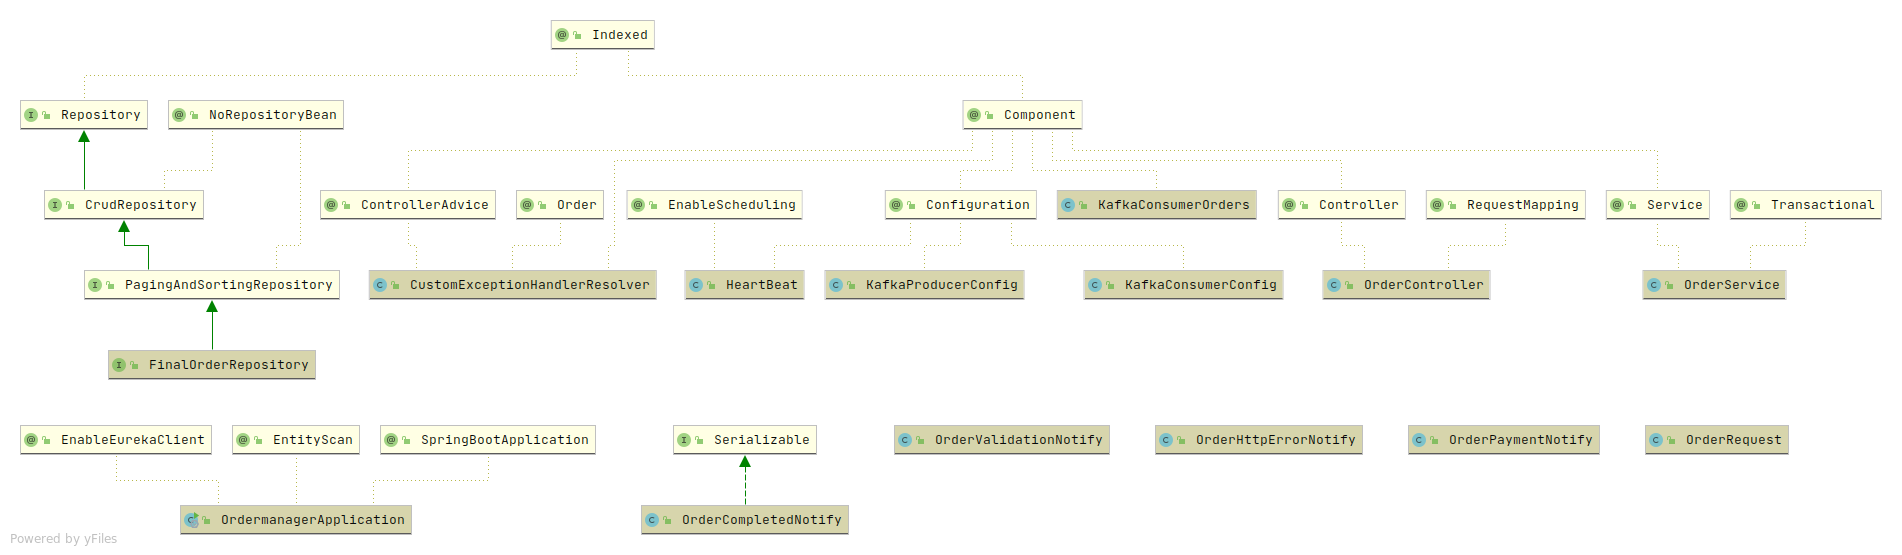 Indexed
Repository
NoRepositoryBean
Component
CrudRepository
ControllerAdvice
Order
EnableScheduling
Configuration
KafkaConsumerOrders
Controller
RequestMapping
Service
Transactional
PagingAndSortingRepository
CustomExceptionHandlerResolver
HeartBeat
KafkaProducerConfig
KafkaConsumerConfig
OrderController
OrderService
FinalOrderRepository
EnableEurekaClient
EntityScan
SpringBootApplication
Serializable
OrderValidationNotify
OrderHttpErrorNotify
OrderPaymentNotify
OrderRequest
OrdermanagerApplication
OrderCompletedNotify
Powered by yFiles